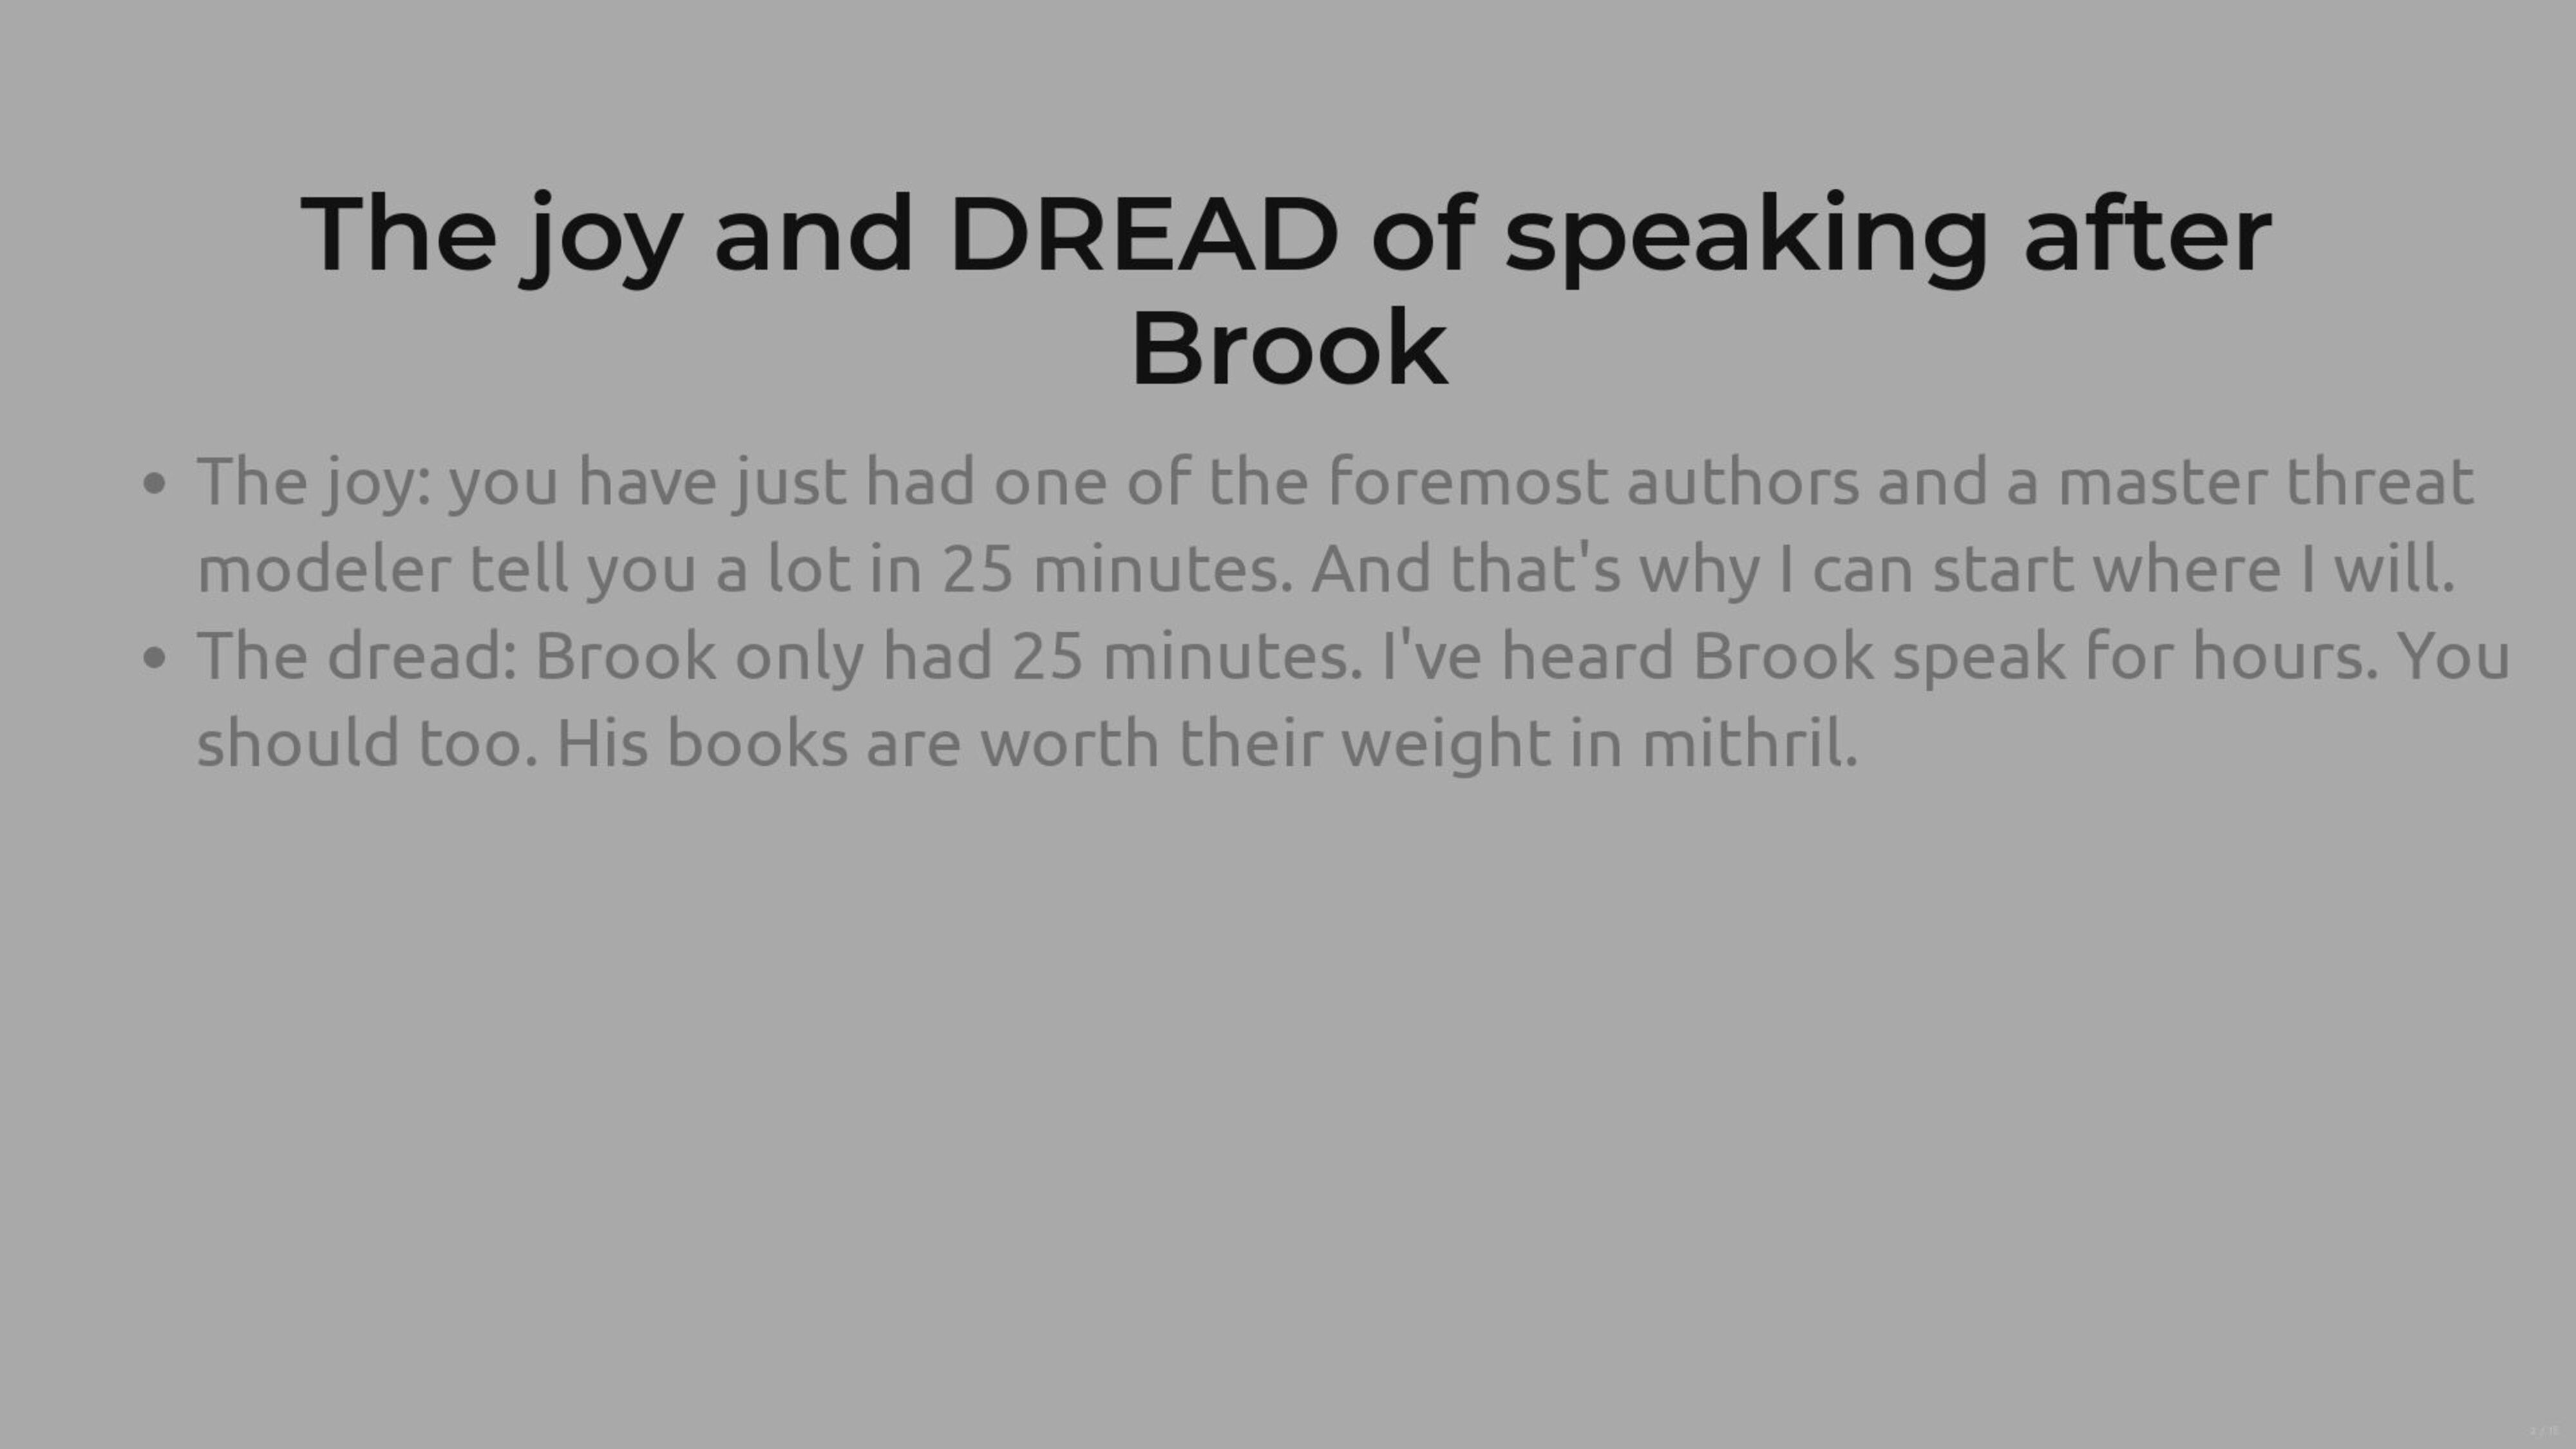 The joy and DREAD of speaking after
Brook
• The joy: you have just had one of the foremost authors and a master threat
modeler tell you a lot in 25 minutes. And that's why I can start where I will.
• The dread: Brook only had 25 minutes. I've heard Brook speak for hours. You
should too. His books are worth their weight in mithril.